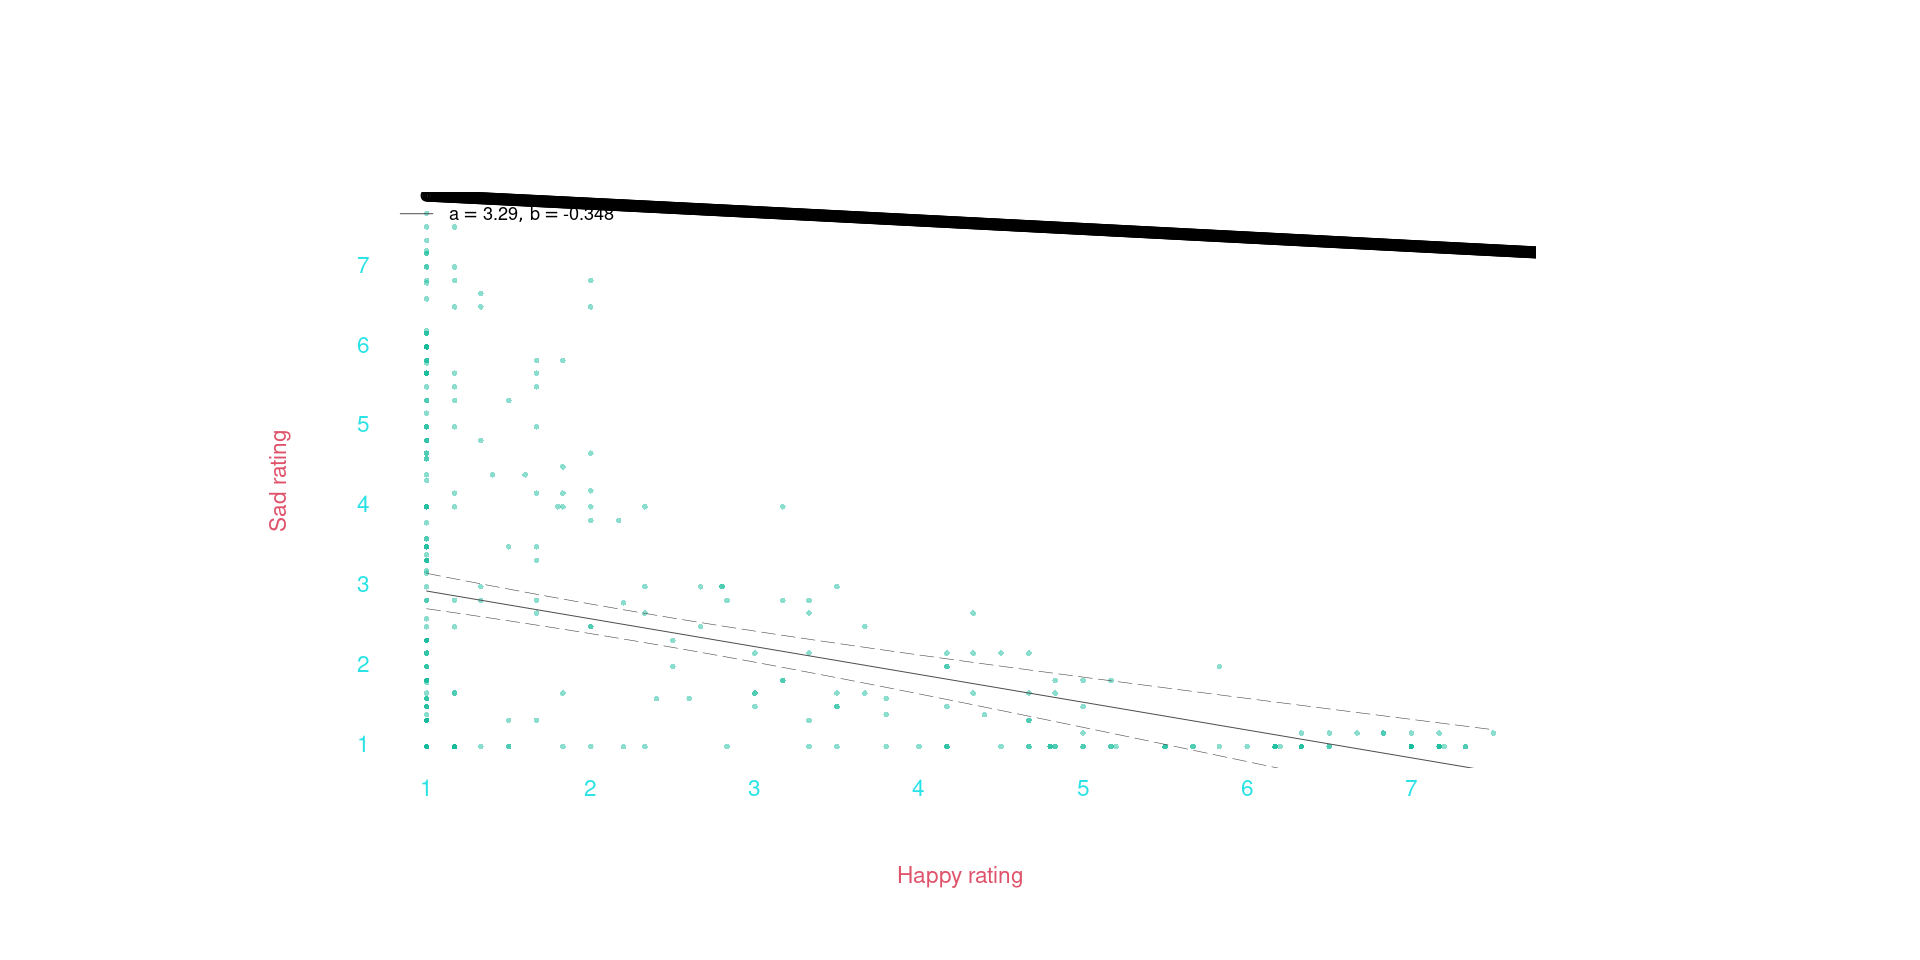 a = 3.29, b = -0.348
7
6
5
4
3
2
1
Sad rating
1 2 3 4 5 6 7
Happy rating